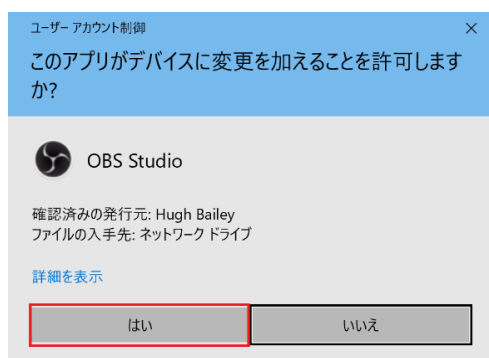 ユーザー アカウント制御
このアプリがデバイスに変更を加えることを許可します
か?
OBS Studio
確認済みの発行元: Hugh Bailey
ファイルの入手先: ネットワーク ドライブ
詳細を表示
はい
いいえ